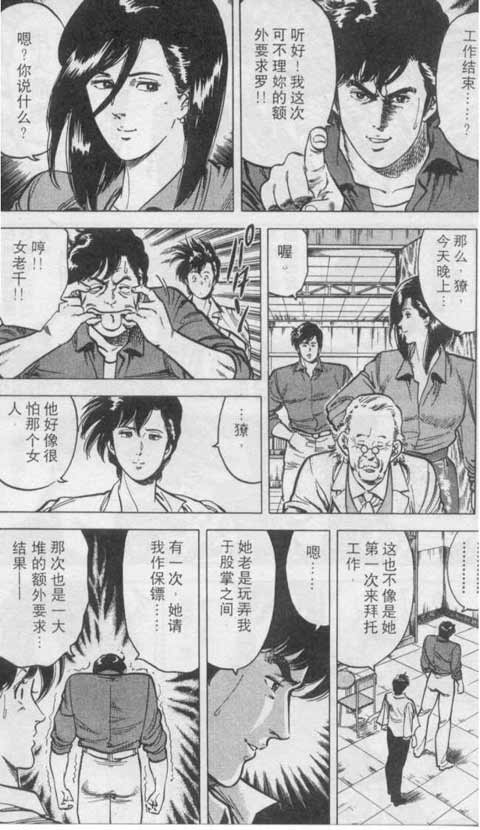 工作结束……？
听好！我这次
可不理妳的额
外要求罗！！
嗯？你说什么？
那么，獠，
今天晚上…
喔。
哼！！
女老千！！
…獠，
他好像很
怕那个女
人．
…………
这也不像是她
第一次来拜托
工作．
嗯……
她老是玩弄我
于股掌之间
有一次，她请
我作保镖……
那次也是一大
堆的额外要求…
结果——